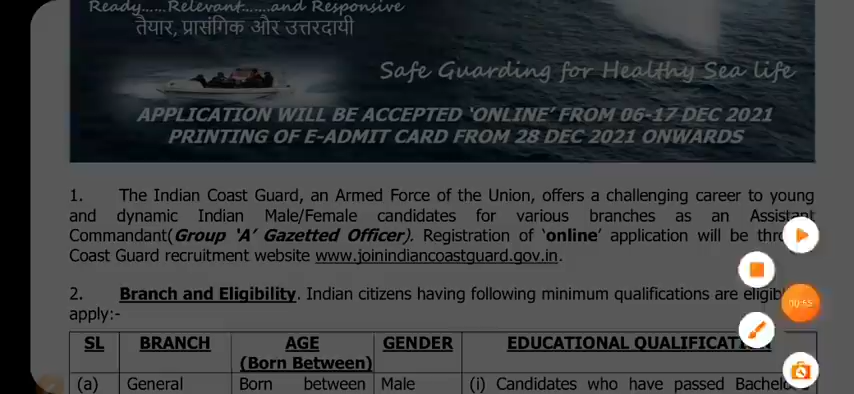 Ready......Relevant.......and Responsive
तैयार, प्रासंगिक और उत्तरदायी
Safe Guarding for Healthy Sea life
APPLICATION WILL BE ACCEPTED ‘ONLINE’ FROM 06-17 DEC 2021
PRINTING OF E-ADMIT CARD FROM 28 DEC 2021 ONWARDS
1. The Indian Coast Guard, an Armed Force of the Union, offers a challenging career to young
and dynamic Indian Male/Female candidates for various branches as an Assistant
Commandant(Group ‘A’ Gazetted Officer). Registration of ‘online’ application will be
Coast Guard recruitment website www.joinindiancoastguard.gov.in.
2. Branch and Eligibility. Indian citizens having following minimum qualifications are
apply:-
SL BRANCH AGE GENDER EDUCATIONAL QUALIFICATION
(Born Between)
(a) General Born between Male (i) Candidates who have passed